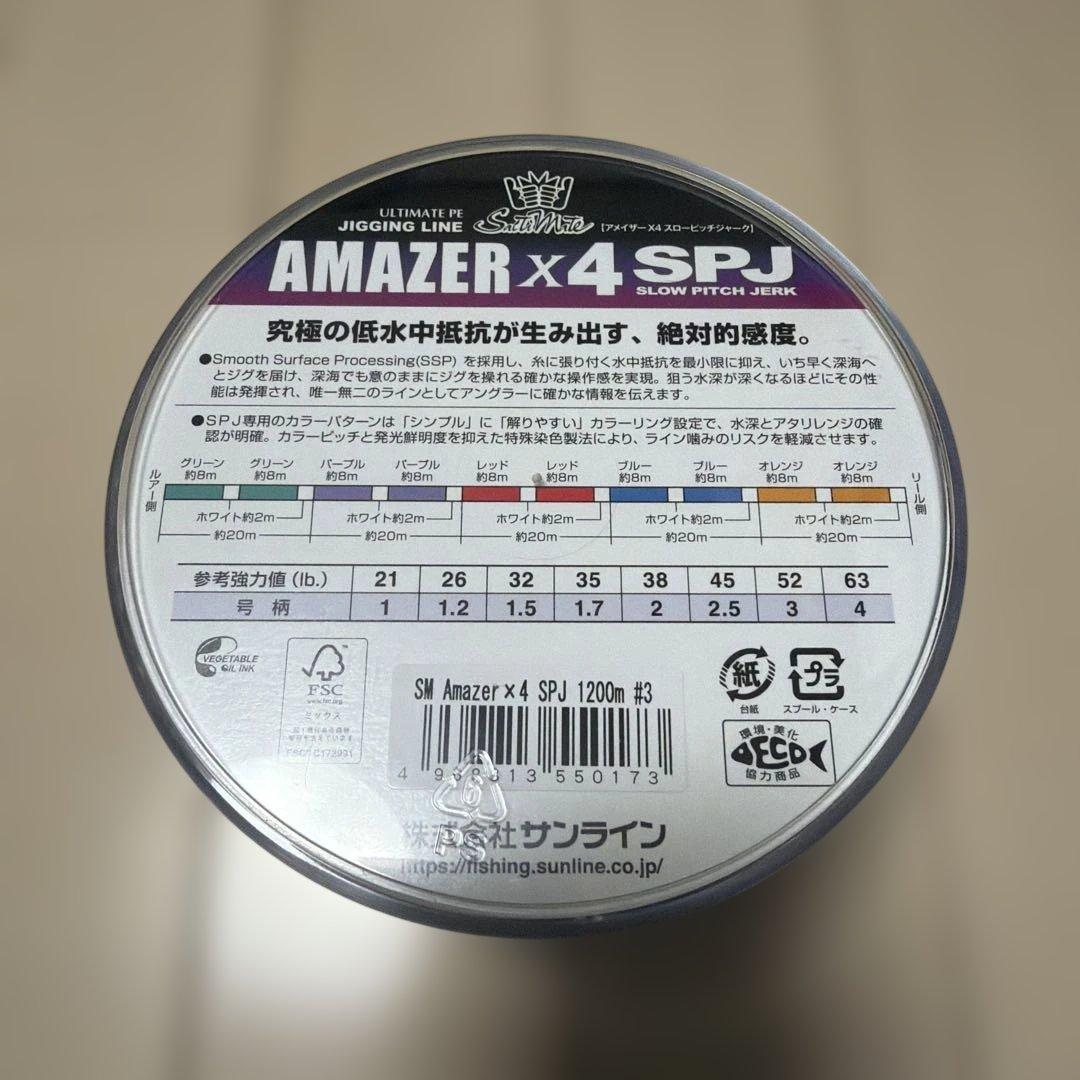 ULTIMATE PE
JIGGING LINE
SaltiMate
【アメイザーX4 スローピッチジャーク】
AMAZER x4 SPJ
SLOW PITCH JERK
究極の低水中抵抗が生み出す、絶対的感度。
●Smooth Surface Processing(SSP) を採用し、糸に張り付く水中抵抗を最小限に抑え、いち早く深海へ
とジグを届け、深海でも意のままにジグを操れる確かな操作感を実現。狙う水深が深くなるほどにその性
能は発揮され、唯一無二のラインとしてアングラーに確かな情報を伝えます。
●SPJ専用のカラーパターンは「シンプル」に「解りやすい」カラーリング設定で、水深とアタリレンジの確
認が明確。カラーピッチと発光鮮明度を抑えた特殊染色製法により、ライン噛みのリスクを軽減させます。
グリーン グリーン パープル パープル レッド レッド ブルー ブルー オレンジ オレンジ
約8m 約8m 約8m 約8m 約8m 約8m 約8m 約8m 約8m 約8m
ルアー側
リール側
ホワイト約2m ホワイト約2m ホワイト約2m ホワイト約2m ホワイト約2m
約20m 約20m 約20m 約20m 約20m
参考強力値 (lb.) 21 26 32 35 38 45 52 63
号柄 1 1.2 1.5 1.7 2 2.5 3 4
VEGETABLE
OIL INK
FSC
www.fsc.org
ミックス
紙
台紙
プラ
スプール・ケース
SM Amazer×4 SPJ 1200m #3
550173
環境・美化
DECO
協力商品
6
PS
株式会社サンライン
https://fishing.sunline.co.jp/